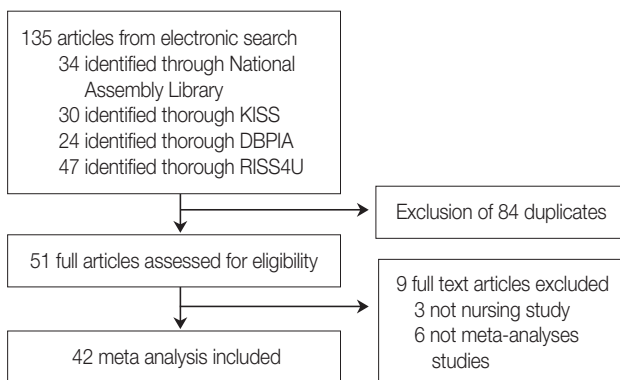 135 articles from electronic search
34 identified through National
Assembly Library
30 identified thorough KISS
24 identified thorough DBPIA
47 identified thorough RISS4U
Exclusion of 84 duplicates
51 full articles assessed for eligibility
9 full text articles excluded
3 not nursing study
6 not meta-analyses
studies
42 meta analysis included